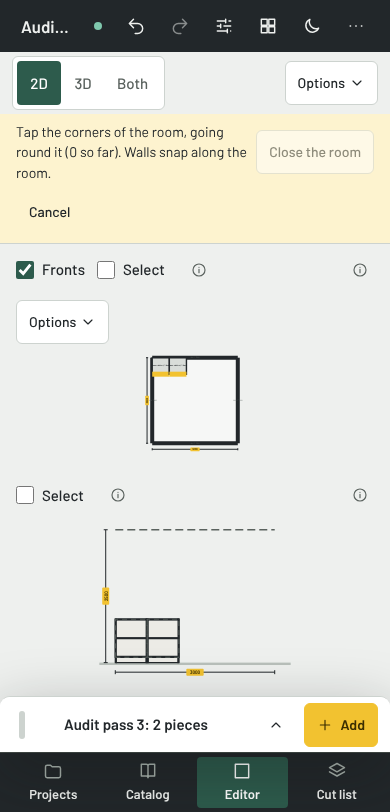 Audi...
2D 3D Both Options
Tap the corners of the room, going
round it (0 so far). Walls snap along the
room.
Close the room
Cancel
Fronts Select
Options
Select
3980
Audit pass 3: 2 pieces
Add
Projects Catalog Editor Cut list